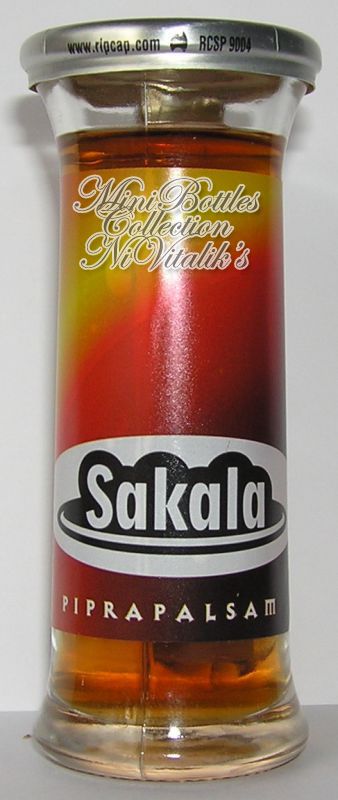 www.ripcap.com RCSP 9004
MiniBottles
Collection
NiVitalik's
Sakala
PIPRAPALSAM